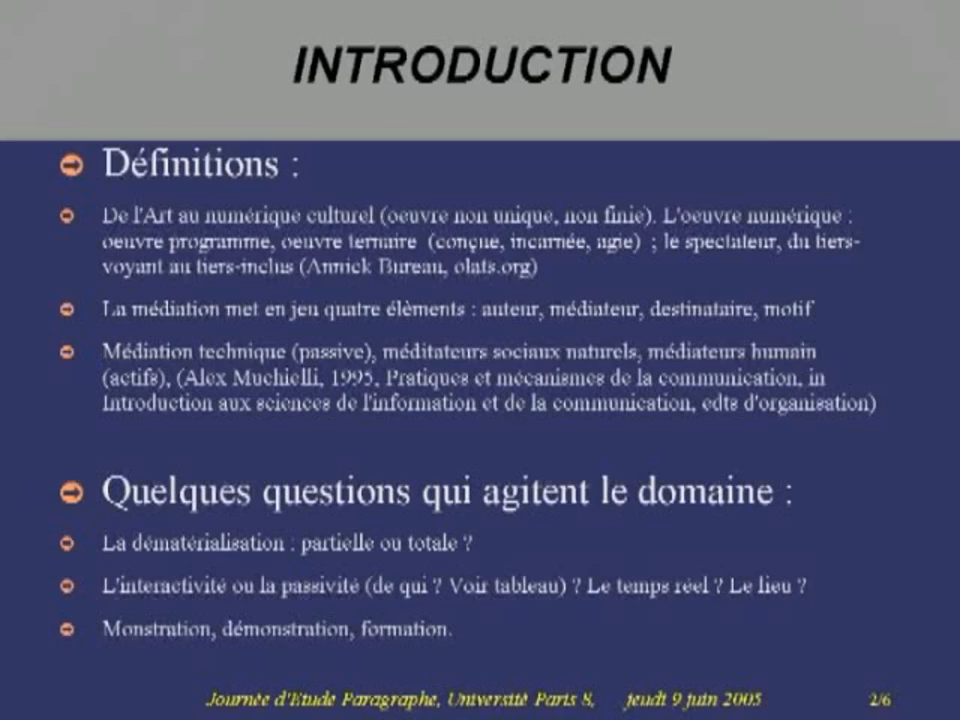 INTRODUCTION
Définitions :
De l'Art au numérique culturel (oeuvre non unique, non finie). L'oeuvre numérique :
oeuvre programme, oeuvre ternaire (conçue, incarnée, agie) ; le spectateur, du tiers-
voyant au tiers-inclus (Annick Bureau, olats.org)
La médiation met en jeu quatre élèments : auteur, médiateur, destinataire, motif
Médiation technique (passive), méditateurs sociaux naturels, médiateurs humain
(actifs), (Alex Muchielli, 1995, Pratiques et mécanismes de la communication, in
Introduction aux sciences de l'information et de la communication, edts d'organisation)
Quelques questions qui agitent le domaine :
La dématérialisation : partielle ou totale ?
L'interactivité ou la passivité (de qui ? Voir tableau) ? Le temps réel ? Le lieu ?
Monstration, démonstration, formation.
Journée d'Etude Paragraphe, Université Paris 8, jeudi 9 juin 2005 2/6